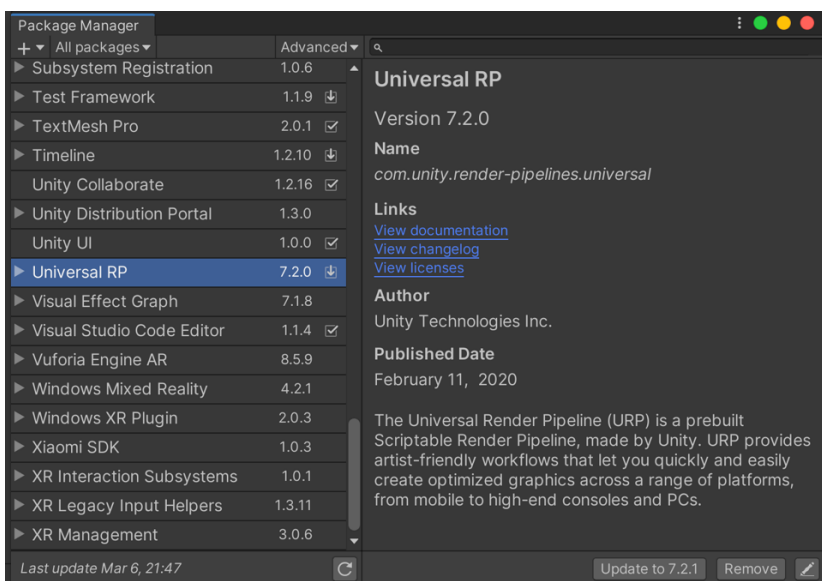 Package Manager
+ All packages Advanced
Subsystem Registration 1.0.6
Test Framework 1.1.9
TextMesh Pro 2.0.1
Timeline 1.2.10
Unity Collaborate 1.2.16
Unity Distribution Portal 1.3.0
Unity UI 1.0.0
Universal RP 7.2.0
Visual Effect Graph 7.1.8
Visual Studio Code Editor 1.1.4
Vuforia Engine AR 8.5.9
Windows Mixed Reality 4.2.1
Windows XR Plugin 2.0.3
Xiaomi SDK 1.0.3
XR Interaction Subsystems 1.0.1
XR Legacy Input Helpers 1.3.11
XR Management 3.0.6
Last update Mar 6, 21:47
Universal RP
Version 7.2.0
Name
com.unity.render-pipelines.universal
Links
View documentation
View changelog
View licenses
Author
Unity Technologies Inc.
Published Date
February 11, 2020
The Universal Render Pipeline (URP) is a prebuilt
Scriptable Render Pipeline, made by Unity. URP provides
artist-friendly workflows that let you quickly and easily
create optimized graphics across a range of platforms,
from mobile to high-end consoles and PCs.
Update to 7.2.1 Remove